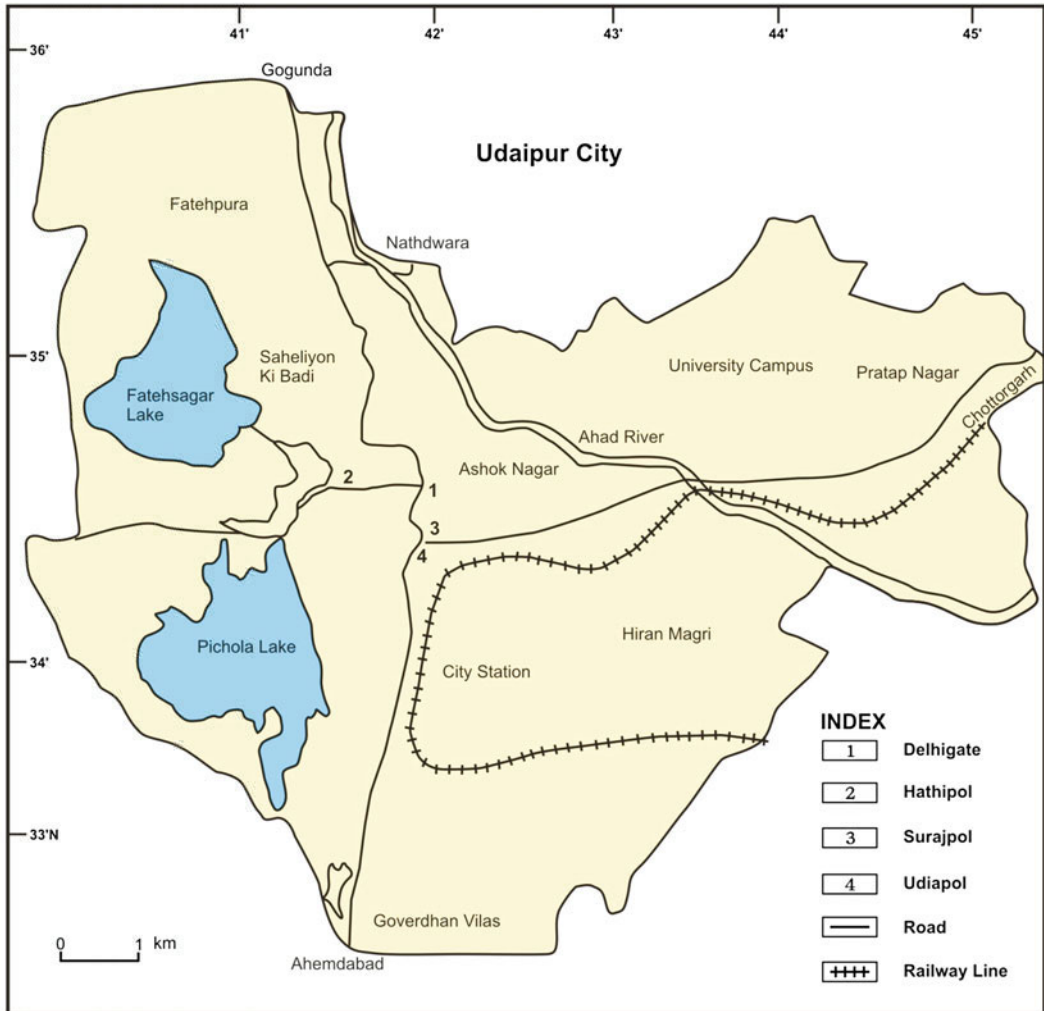 41'
42'
43'
44'
45'
36'
Gogunda
Udaipur City
Fatehpura
Nathdwara
35'
Saheliyon
Ki Badi
University Campus
Pratap Nagar
Fatehsagar
Lake
Chottorgarh
Ahad River
2
Ashok Nagar
1
3
4
Hiran Magri
Pichola Lake
34'
City Station
INDEX
1 Delhigate
2 Hathipol
33'N
3 Surajpol
4 Udiapol
Goverdhan Vilas
Road
0 1 km
Ahemdabad
Railway Line